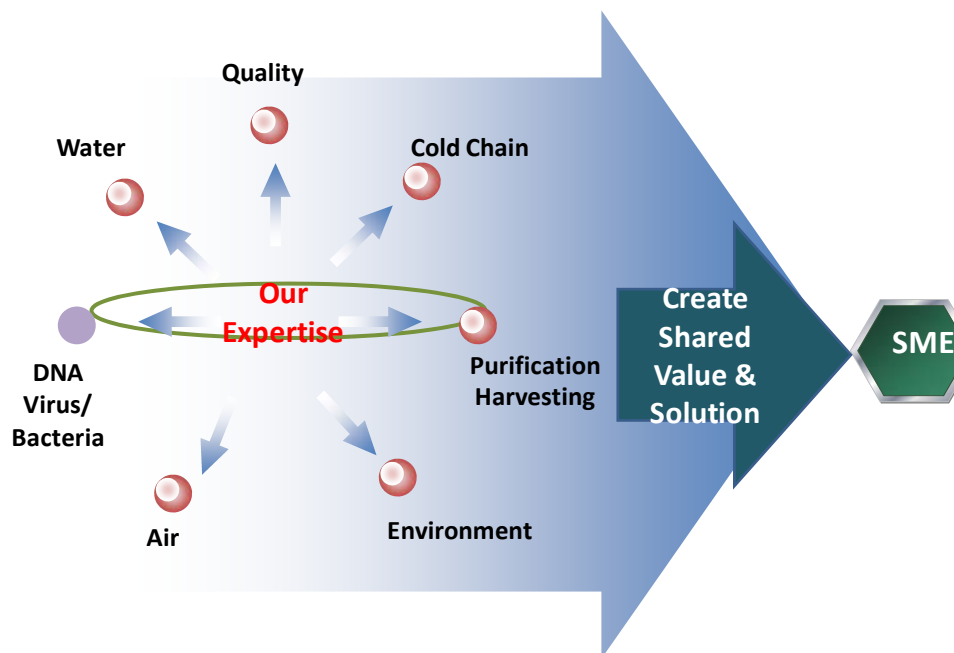 Quality
Water
Cold Chain
Our
Expertise
DNA
Virus/
Bacteria
Purification
Harvesting
Air
Environment
Create
Shared
Value &
Solution
SME